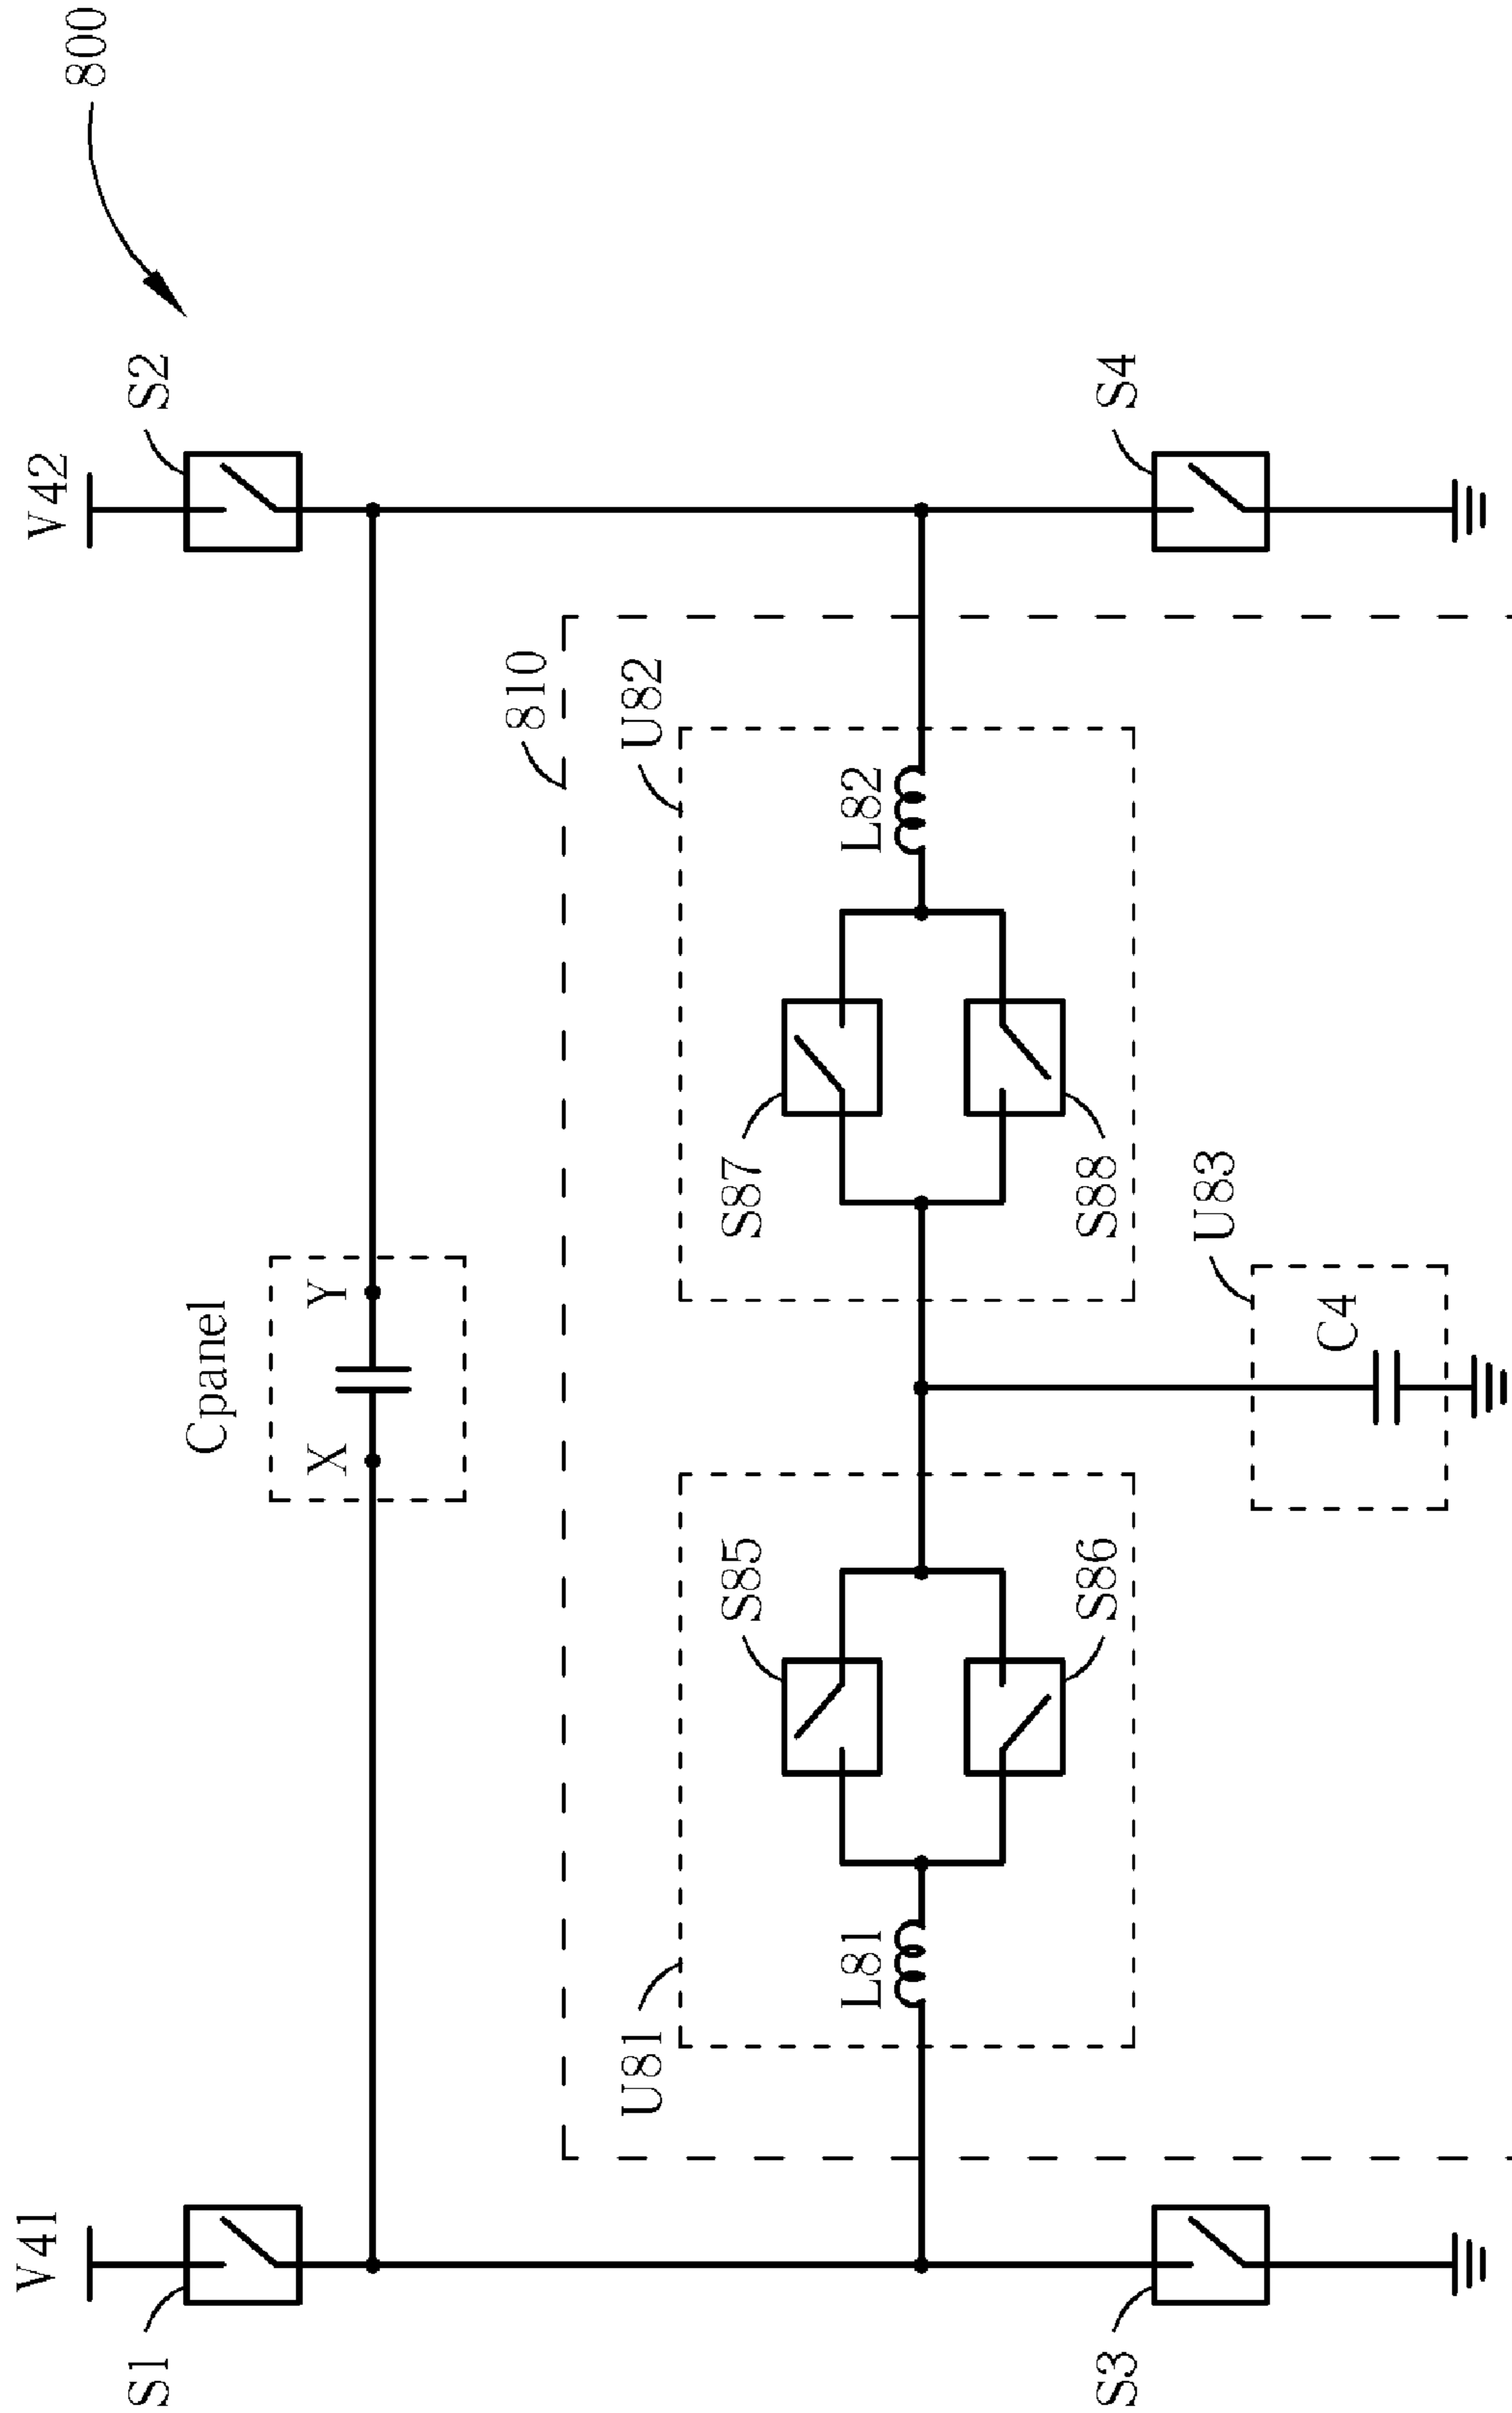 800
V41
V42
S1
S2
Cpanel
X
Y
810
U81
U82
L81
S85
S87
L82
S86
S88
U83
C4
S3
S4